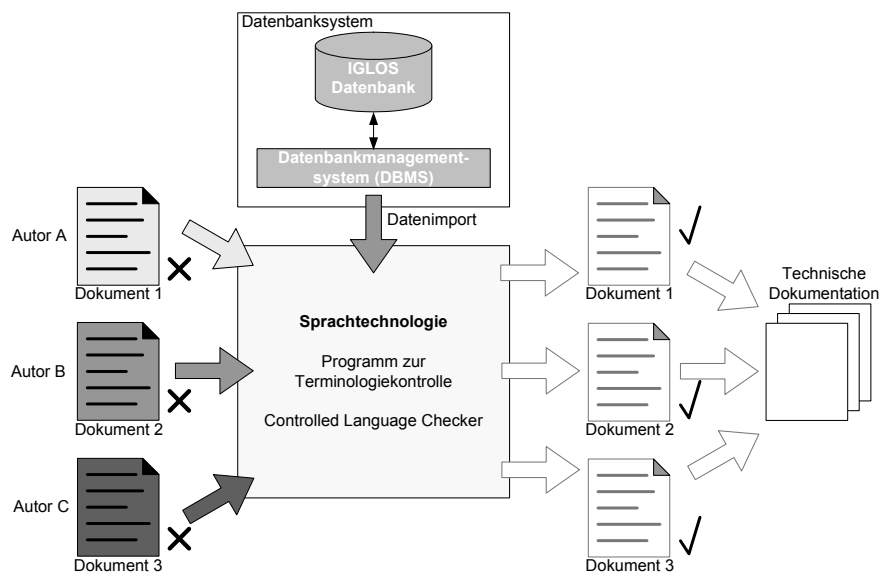 Datenbanksystem
IGLOS
Datenbank
Datenbankmanagement-
system (DBMS)
Datenimport
Autor A
Dokument 1
Autor B
Dokument 2
Autor C
Dokument 3
Sprachtechnologie
Programm zur
Terminologiekontrolle
Controlled Language Checker
Dokument 1
Dokument 2
Dokument 3
Technische
Dokumentation